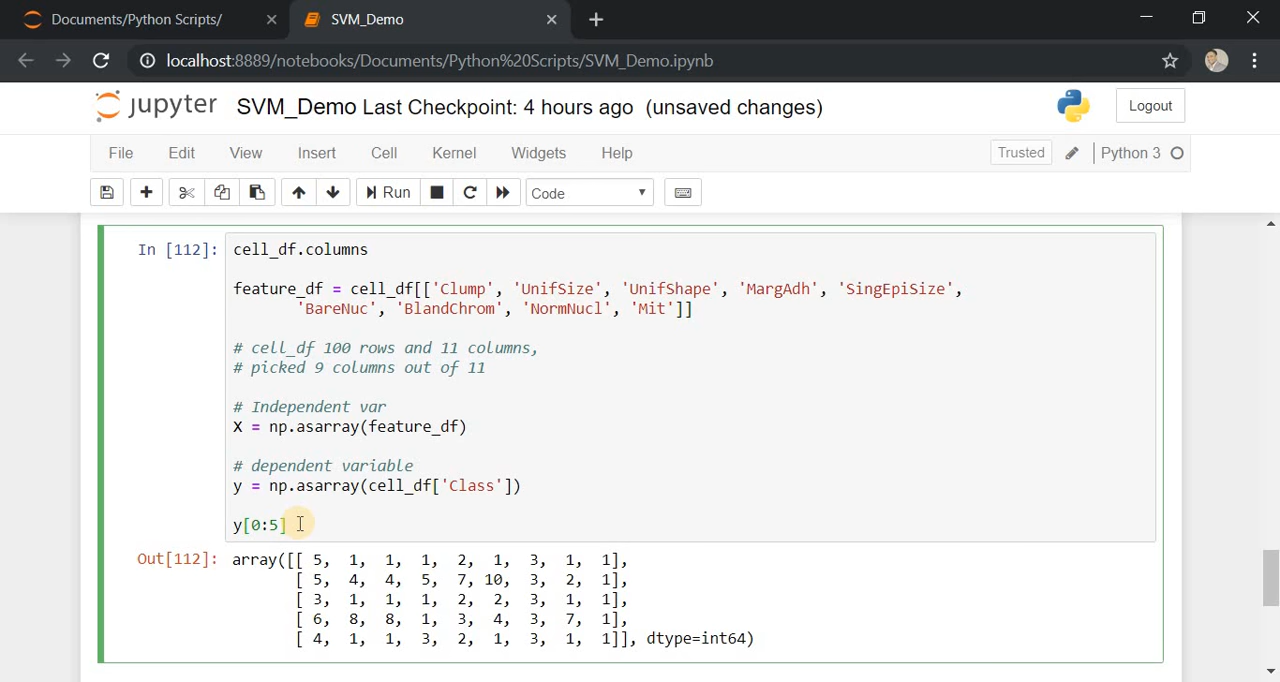 Documents/Python Scripts/
SVM_Demo
localhost:8889/notebooks/Documents/Python%20Scripts/SVM_Demo.ipynb
jupyter SVM_Demo Last Checkpoint: 4 hours ago (unsaved changes)
Logout
File Edit View Insert Cell Kernel Widgets Help
Trusted
Python 3
Run
Code
In [112]: cell_df.columns
feature_df = cell_df[['Clump', 'UnifSize', 'UnifShape', 'MargAdh', 'SingEpiSize',
'BareNuc', 'BlandChrom', 'NormNucl', 'Mit']]
# cell_df 100 rows and 11 columns,
# picked 9 columns out of 11
# Independent var
X = np.asarray(feature_df)
# dependent variable
y = np.asarray(cell_df['Class'])
y[0:5]
Out[112]: array([[ 5, 1, 1, 1, 2, 1, 3, 1, 1],
[ 5, 4, 4, 5, 7, 10, 3, 2, 1],
[ 3, 1, 1, 1, 2, 2, 3, 1, 1],
[ 6, 8, 8, 1, 3, 4, 3, 7, 1],
[ 4, 1, 1, 3, 2, 1, 3, 1, 1]], dtype=int64)